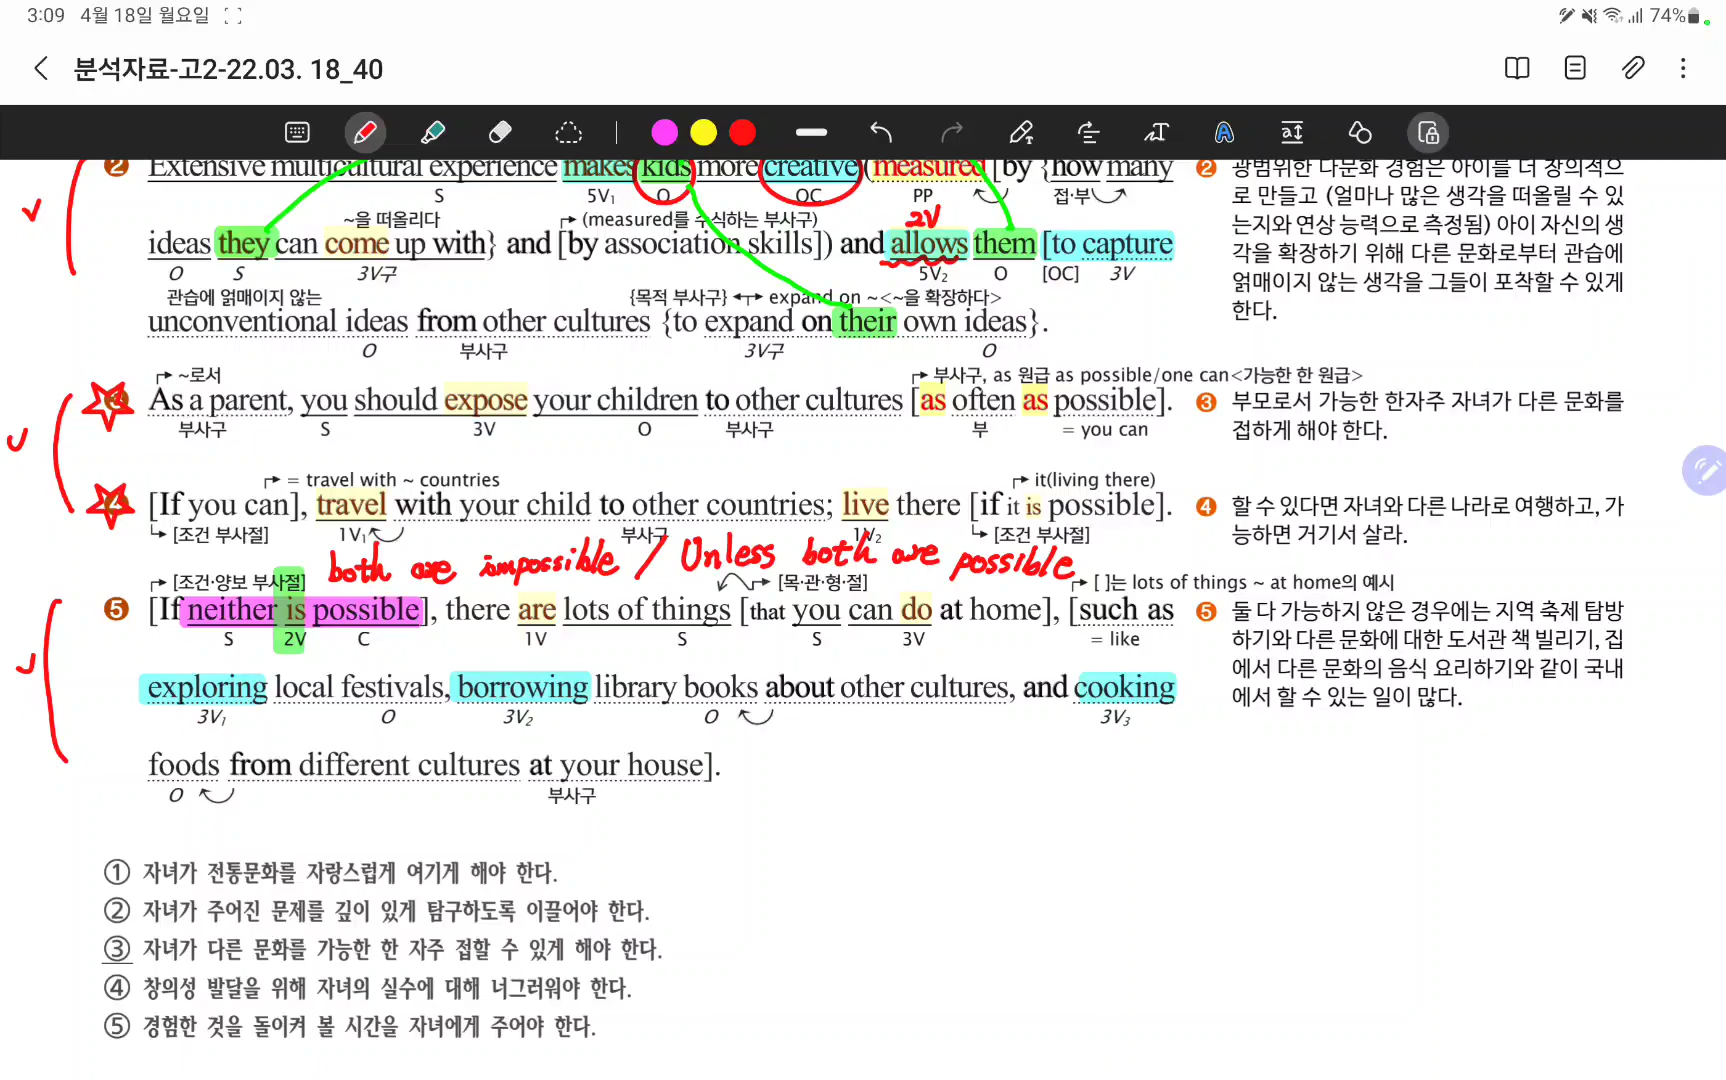 3:09 4월 18일 월요일
74%
분석자료-고2-22.03. 18_40
❷ Extensive multicultural experience makes kids more creative (measured [by {how many
S 5V₁ O OC PP 접·부
~을 떠올리다 (measured를 수식하는 부사구) 2V
ideas they can come up with} and [by association skills]) and allows them [to capture
O S 3V구 5V₂ O [OC] 3V
관습에 얽매이지 않는 {목적 부사구} expand on ~<~을 확장하다>
unconventional ideas from other cultures {to expand on their own ideas}.
O 부사구 3V구 O
❷ 광범위한 다문화 경험은 아이를 더 창의적으
로 만들고 (얼마나 많은 생각을 떠올릴 수 있
는지와 연상 능력으로 측정됨) 아이 자신의 생
각을 확장하기 위해 다른 문화로부터 관습에
얽매이지 않는 생각을 그들이 포착할 수 있게
한다.
~로서 부사구, as 원급 as possible/one can<가능한 한 원급>
As a parent, you should expose your children to other cultures [as often as possible].
부사구 S 3V O 부사구 부 = you can
❸ 부모로서 가능한 한자주 자녀가 다른 문화를
접하게 해야 한다.
= travel with ~ countries it(living there)
[If you can], travel with your child to other countries; live there [if it is possible].
[조건 부사절] 1V₁ 부사구 1V₂ [조건 부사절]
❹ 할 수 있다면 자녀와 다른 나라로 여행하고, 가
능하면 거기서 살라.
both are impossible / Unless both are possible
[조건·양보 부사절] [목·관·형·절] [ ]는 lots of things ~ at home의 예시
❺ [If neither is possible], there are lots of things [that you can do at home], [such as
S 2V C 1V S S 3V = like
exploring local festivals, borrowing library books about other cultures, and cooking
3V₁ O 3V₂ O 3V₃
foods from different cultures at your house].
O 부사구
❺ 둘 다 가능하지 않은 경우에는 지역 축제 탐방
하기와 다른 문화에 대한 도서관 책 빌리기, 집
에서 다른 문화의 음식 요리하기와 같이 국내
에서 할 수 있는 일이 많다.
① 자녀가 전통문화를 자랑스럽게 여기게 해야 한다.
② 자녀가 주어진 문제를 깊이 있게 탐구하도록 이끌어야 한다.
③ 자녀가 다른 문화를 가능한 한 자주 접할 수 있게 해야 한다.
④ 창의성 발달을 위해 자녀의 실수에 대해 너그러워야 한다.
⑤ 경험한 것을 돌이켜 볼 시간을 자녀에게 주어야 한다.